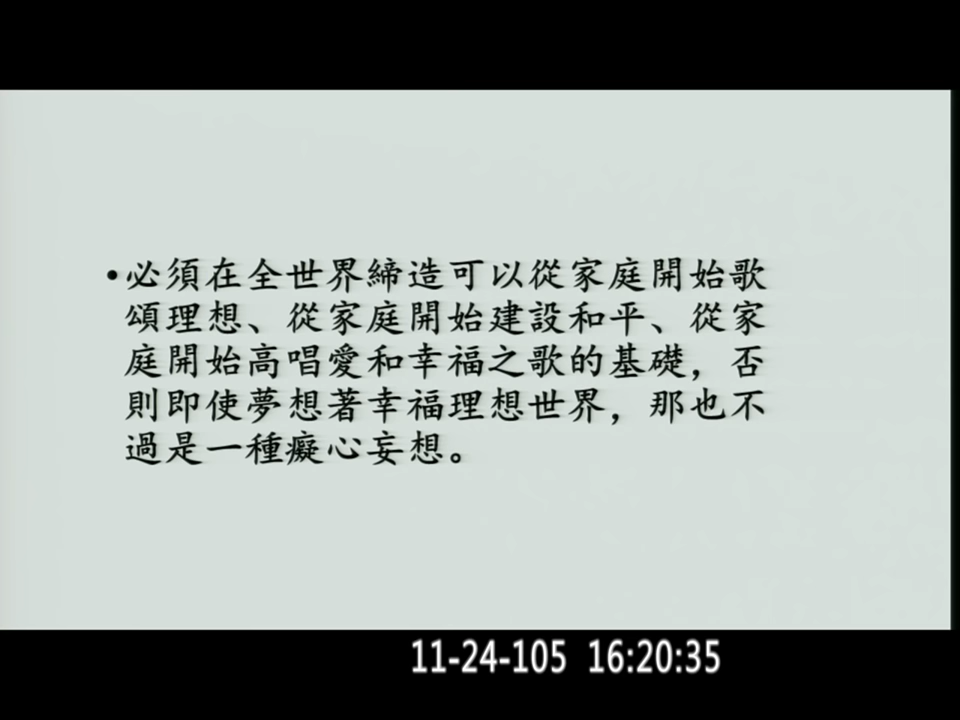 •必須在全世界締造可以從家庭開始歌
頌理想、從家庭開始建設和平、從家
庭開始高唱愛和幸福之歌的基礎，否
則即使夢想著幸福理想世界，那也不
過是一種癡心妄想。
11-24-105 16:20:35